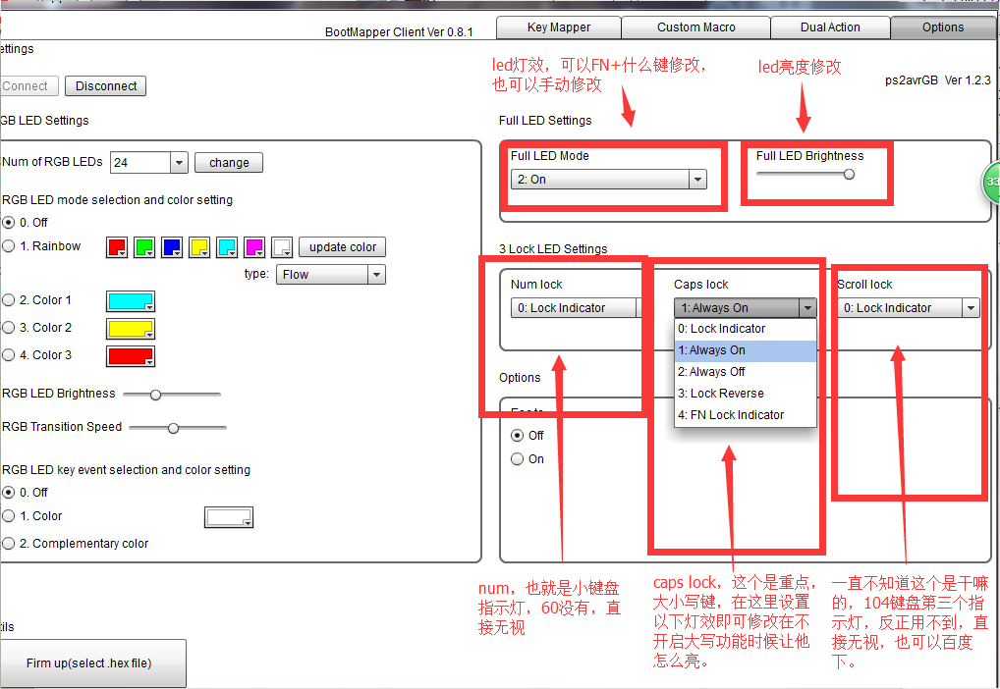 BootMapper Client Ver 0.8.1
Key Mapper
Custom Macro
Dual Action
Options
ettings
Connect
Disconnect
led灯效，可以FN+什么键修改，
也可以手动修改
led亮度修改
ps2avrGB Ver 1.2.3
GB LED Settings
Full LED Settings
Num of RGB LEDs
24
change
Full LED Mode
2: On
Full LED Brightness
33
RGB LED mode selection and color setting
0. Off
1. Rainbow
update color
type:
Flow
2. Color 1
3. Color 2
4. Color 3
RGB LED Brightness
RGB Transition Speed
3 Lock LED Settings
Num lock
0: Lock Indicator
Caps lock
1: Always On
0: Lock Indicator
1: Always On
2: Always Off
3: Lock Reverse
4: FN Lock Indicator
Scroll lock
0: Lock Indicator
Options
Off
On
RGB LED key event selection and color setting
0. Off
1. Color
2. Complementary color
num，也就是小键盘
指示灯，60没有，直
接无视
caps lock，这个是重点，
大小写键，在这里设置
以下灯效即可修改在不
开启大写功能时候让他
怎么亮。
一直不知道这个是干嘛
的，104键盘第三个指
示灯，反正用不到，直
接无视，也可以百度
下。
tils
Firm up(select .hex file)